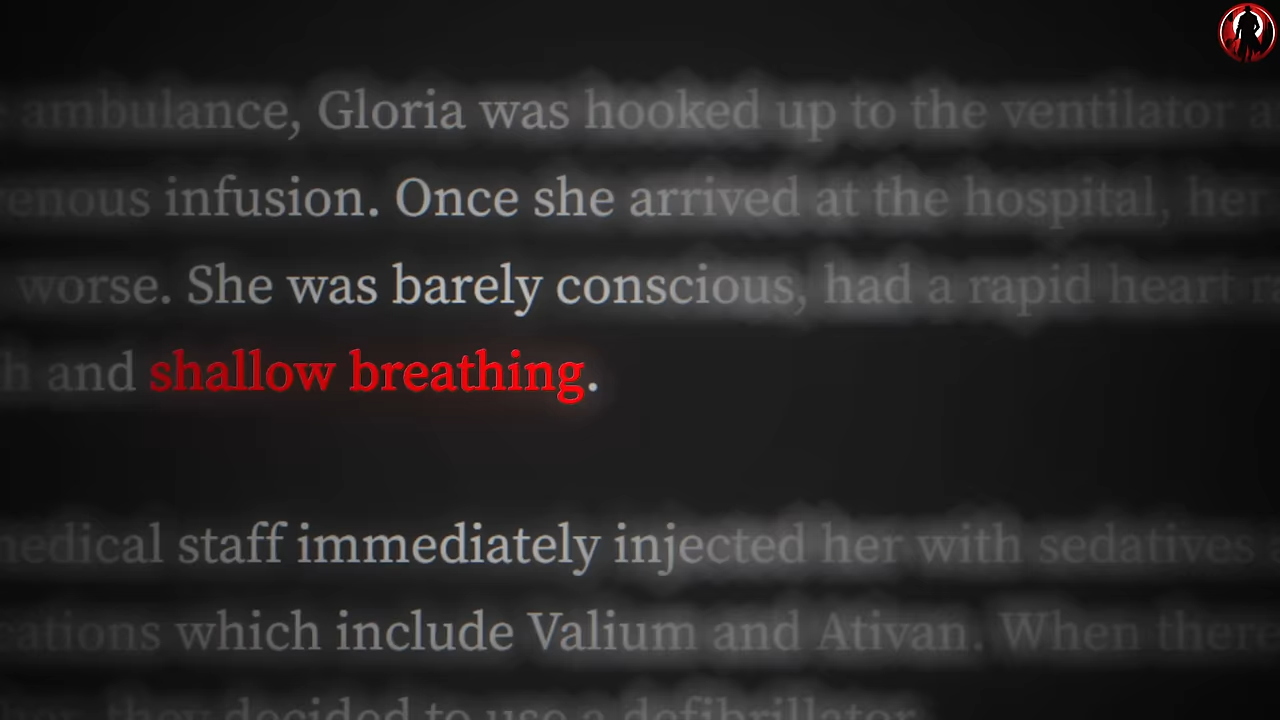 ambulance, Gloria was hooked up to the ventilator
infusion. Once she arrived at the hospital, her
worse. She was barely conscious, had a rapid heart
and shallow breathing.
staff immediately injected her with sedatives
which include Valium and Ativan. When there
they decided to use a defibrillator